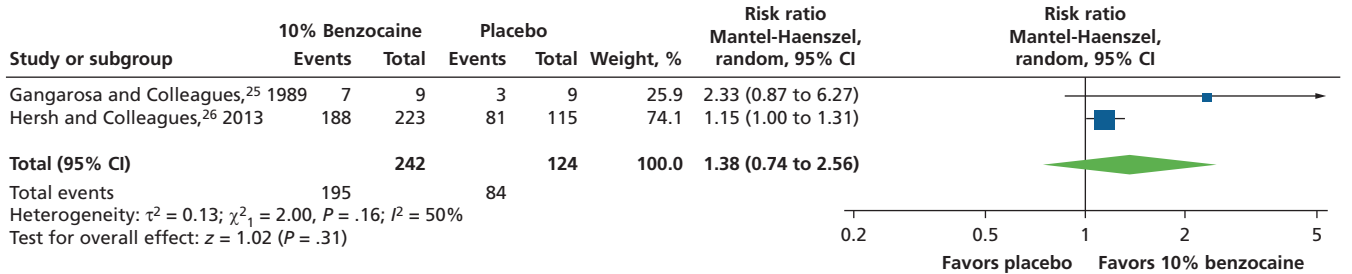 10% Benzocaine Placebo Risk ratio Mantel-Haenszel, random, 95% CI Risk ratio Mantel-Haenszel, random, 95% CI
Study or subgroup Events Total Events Total Weight, %
Gangarosa and Colleagues,25 1989 7 9 3 9 25.9 2.33 (0.87 to 6.27)
Hersh and Colleagues,26 2013 188 223 81 115 74.1 1.15 (1.00 to 1.31)
Total (95% CI) 242 124 100.0 1.38 (0.74 to 2.56)
Total events 195 84
Heterogeneity: τ2 = 0.13; χ21 = 2.00, P = .16; I2 = 50%
Test for overall effect: z = 1.02 (P = .31)
0.2 0.5 1 2 5
Favors placebo Favors 10% benzocaine